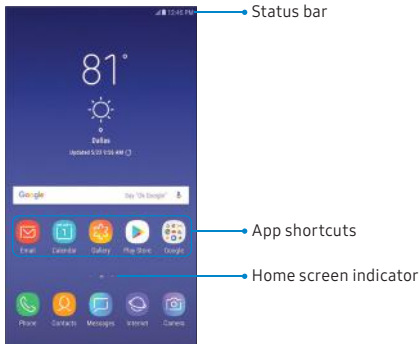 12:45 PM
Status bar
81°
Dallas
Updated 5/23 9:56 AM
Google
Say "Ok Google"
Email
Calendar
Gallery
Play Store
Google
App shortcuts
Home screen indicator
Phone
Contacts
Messages
Internet
Camera